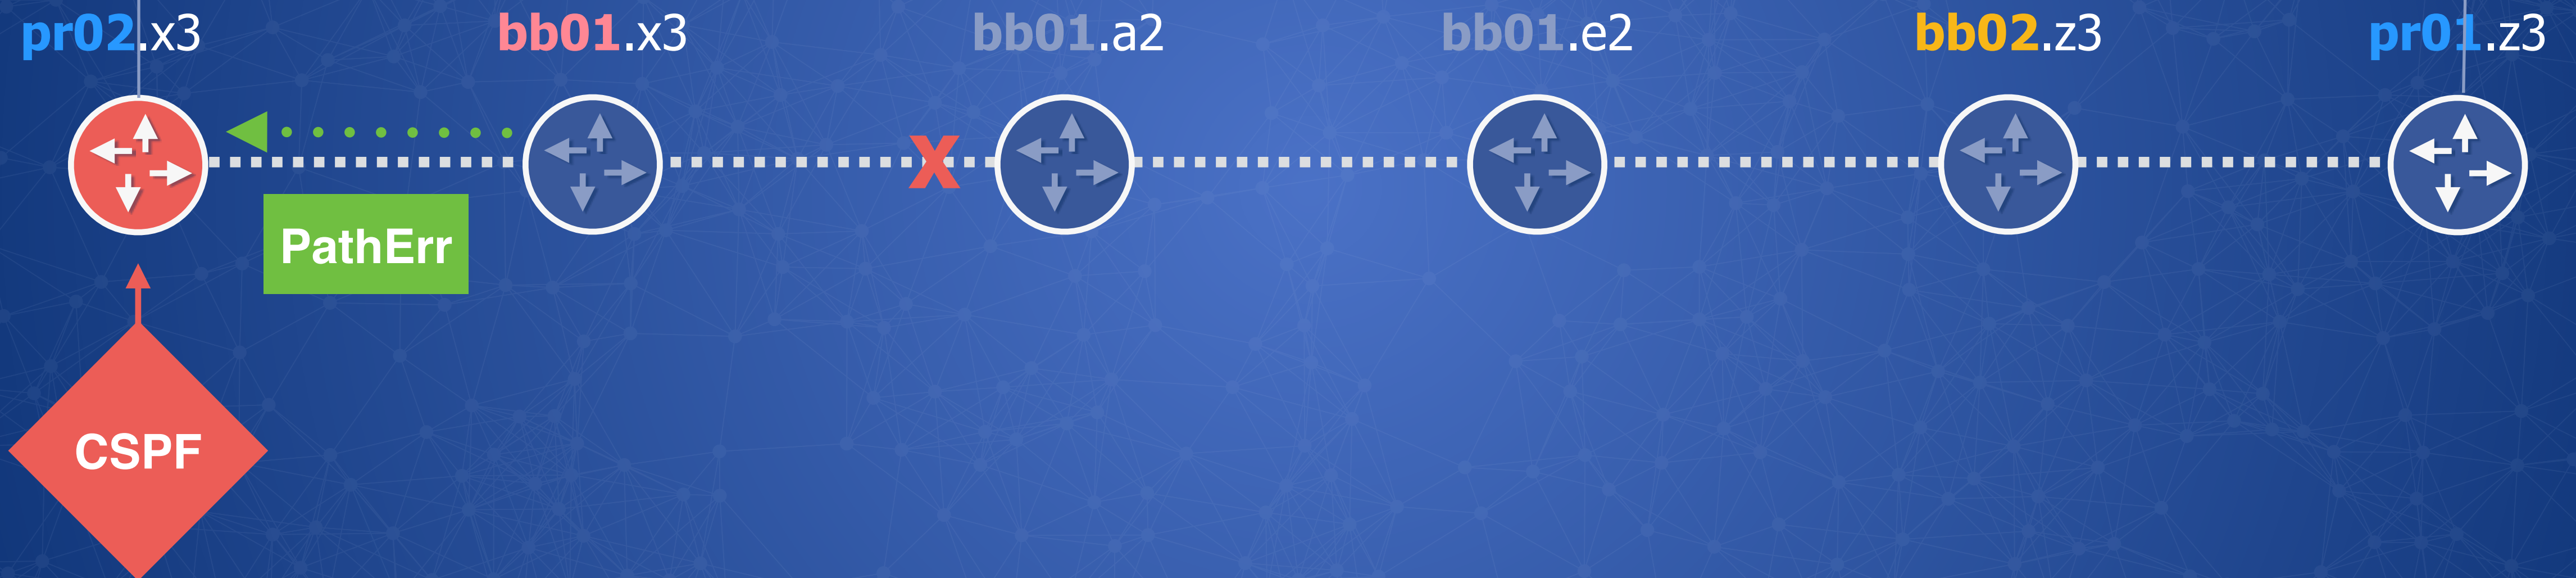 pr02.x3
bb01.x3
bb01.a2
bb01.e2
bb02.z3
pr01.z3
X
PathErr
CSPF